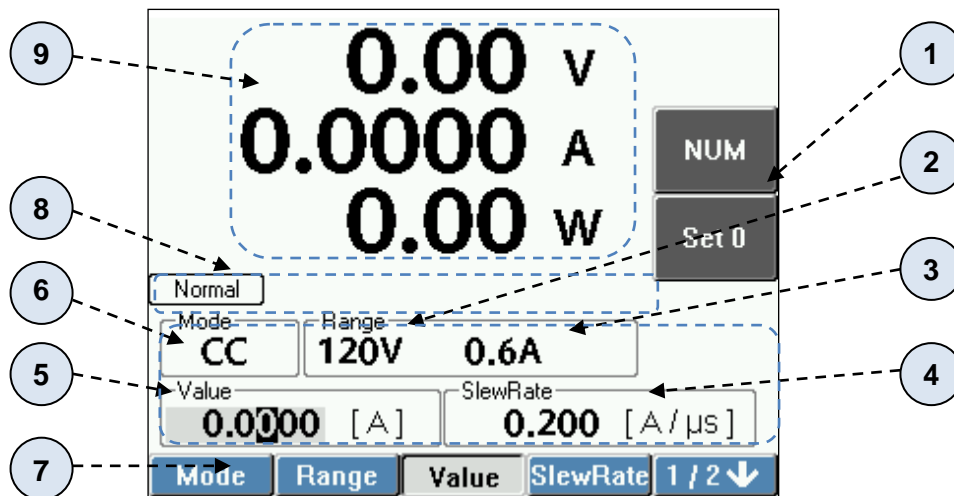 9
0.00 V
1
0.0000 A
NUM
2
8
0.00 W
Set 0
Normal
3
6
Mode
Range
CC
120V 0.6A
5
Value
SlewRate
4
0.0000 [A]
0.200 [A/µs]
7
Mode Range Value SlewRate 1/2↓